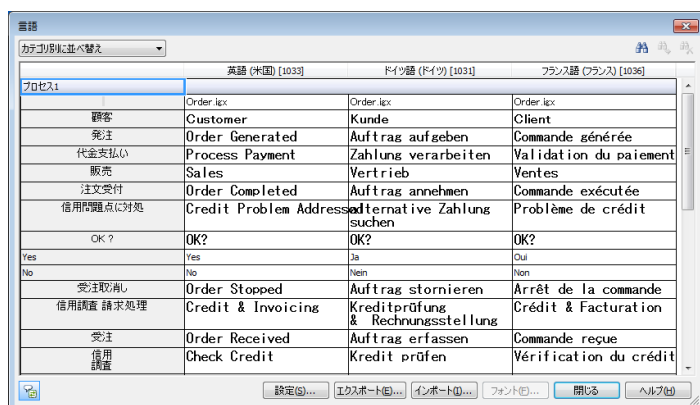 言語
カテゴリ別に並べ替え
英語 (米国) [1033] ドイツ語 (ドイツ) [1031] フランス語 (フランス) [1036]
プロセス1
Order.igx Order.igx Order.igx
顧客 Customer Kunde Client
発注 Order Generated Auftrag aufgeben Commande générée
代金支払い Process Payment Zahlung verarbeiten Validation du paiement
販売 Sales Vertrieb Ventes
注文受付 Order Completed Auftrag annehmen Commande exécutée
信用問題点に対処 Credit Problem Addressed alternative Zahlung Problème de crédit
suchen
OK ? OK? OK? OK?
Yes Yes Ja Oui
No No Nein Non
受注取消し Order Stopped Auftrag stornieren Arrêt de la commande
信用調査 請求処理 Credit & Invoicing Kreditprüfung Crédit & Facturation
& Rechnungsstellung
受注 Order Received Auftrag erfassen Commande reçue
信用 Check Credit Kredit prüfen Vérification du crédit
調査
設定(S)... エクスポート(E)... インポート(I)... フォント(F)... 閉じる ヘルプ(H)